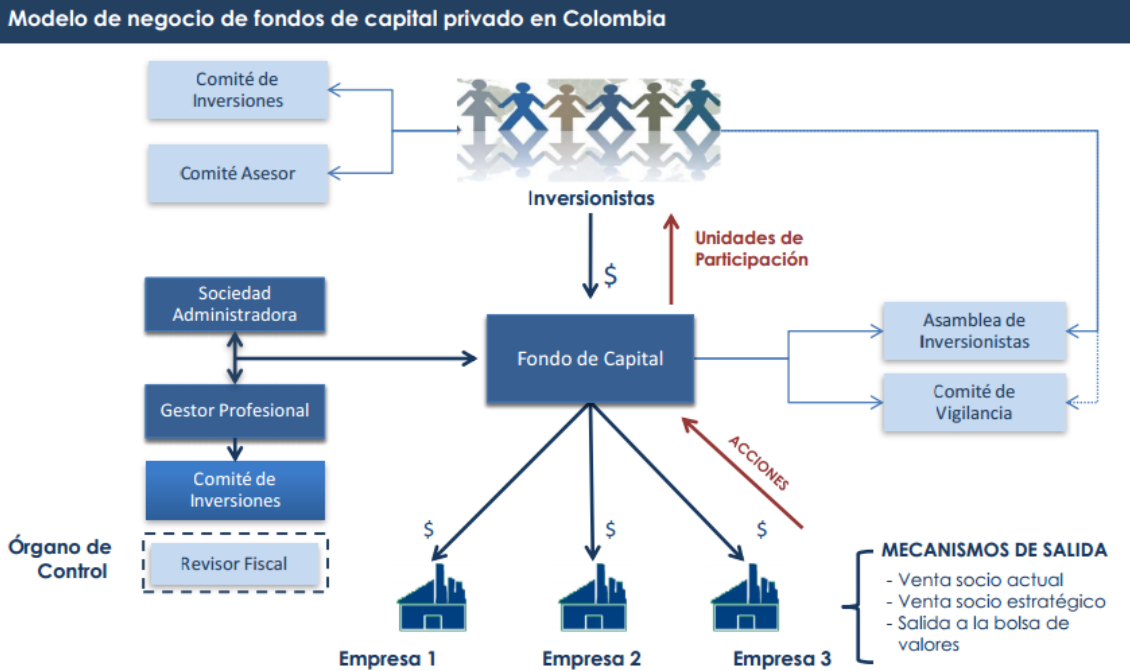 Modelo de negocio de fondos de capital privado en Colombia
Comité de
Inversiones
Comité Asesor
Inversionistas
$
Unidades de
Participación
Sociedad
Administradora
Gestor Profesional
Comité de
Inversiones
Fondo de Capital
Asamblea de
Inversionistas
Comité de
Vigilancia
ACCIONES
Órgano de
Control
Revisor Fiscal
$
$
$
Empresa 1
Empresa 2
Empresa 3
MECANISMOS DE SALIDA
- Venta socio actual
- Venta socio estratégico
- Salida a la bolsa de
valores